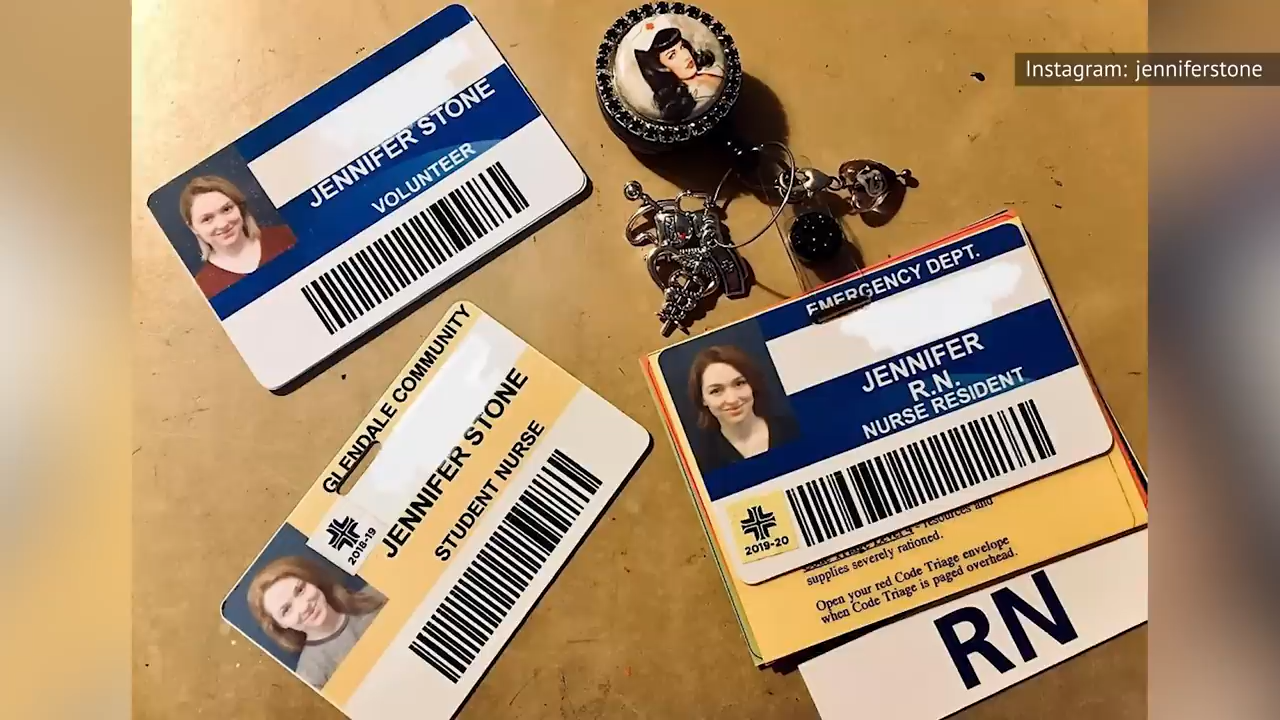 Instagram: jenniferstone
JENNIFER STONE
VOLUNTEER
EMERGENCY DEPT.
JENNIFER
R.N.
NURSE RESIDENT
2019-20
GLENDALE COMMUNITY
JENNIFER STONE
STUDENT NURSE
2018-19
resources and
supplies severely rationed.
Open your red Code Triage envelope
when Code Triage is paged overhead.
RN